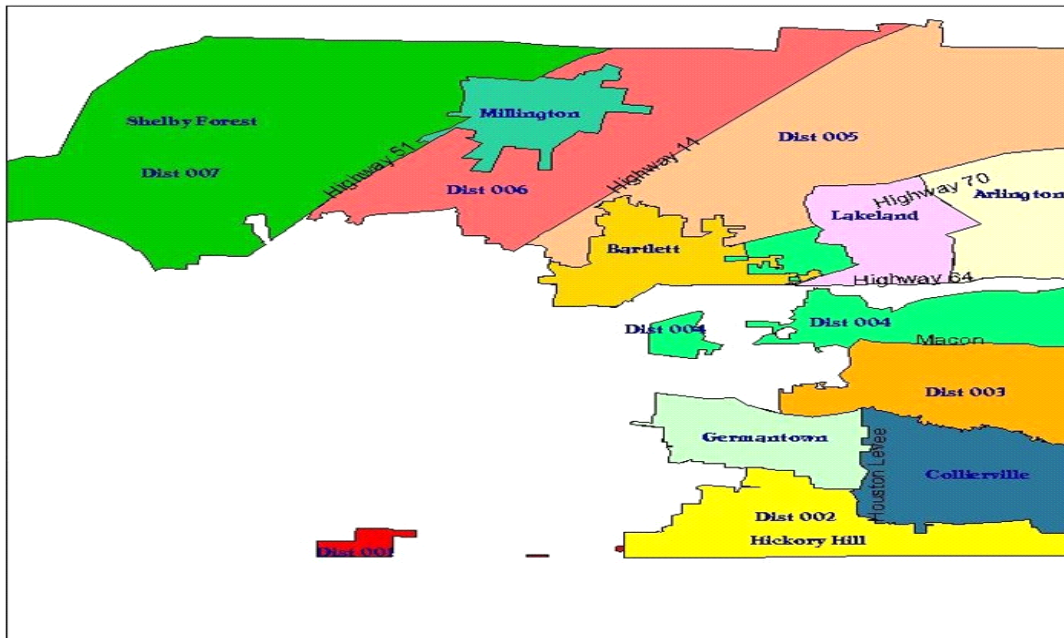 Shelby Forest
Dist 007
Highway 51
Millington
Dist 006
Highway 14
Dist 005
Highway 70
Arlington
Lakeland
Bartlett
Highway 64
Dist 004
Dist 004
Macon
Dist 003
Germantown
Houston Levee
Collierville
Dist 002
Hickory Hill
Dist 001